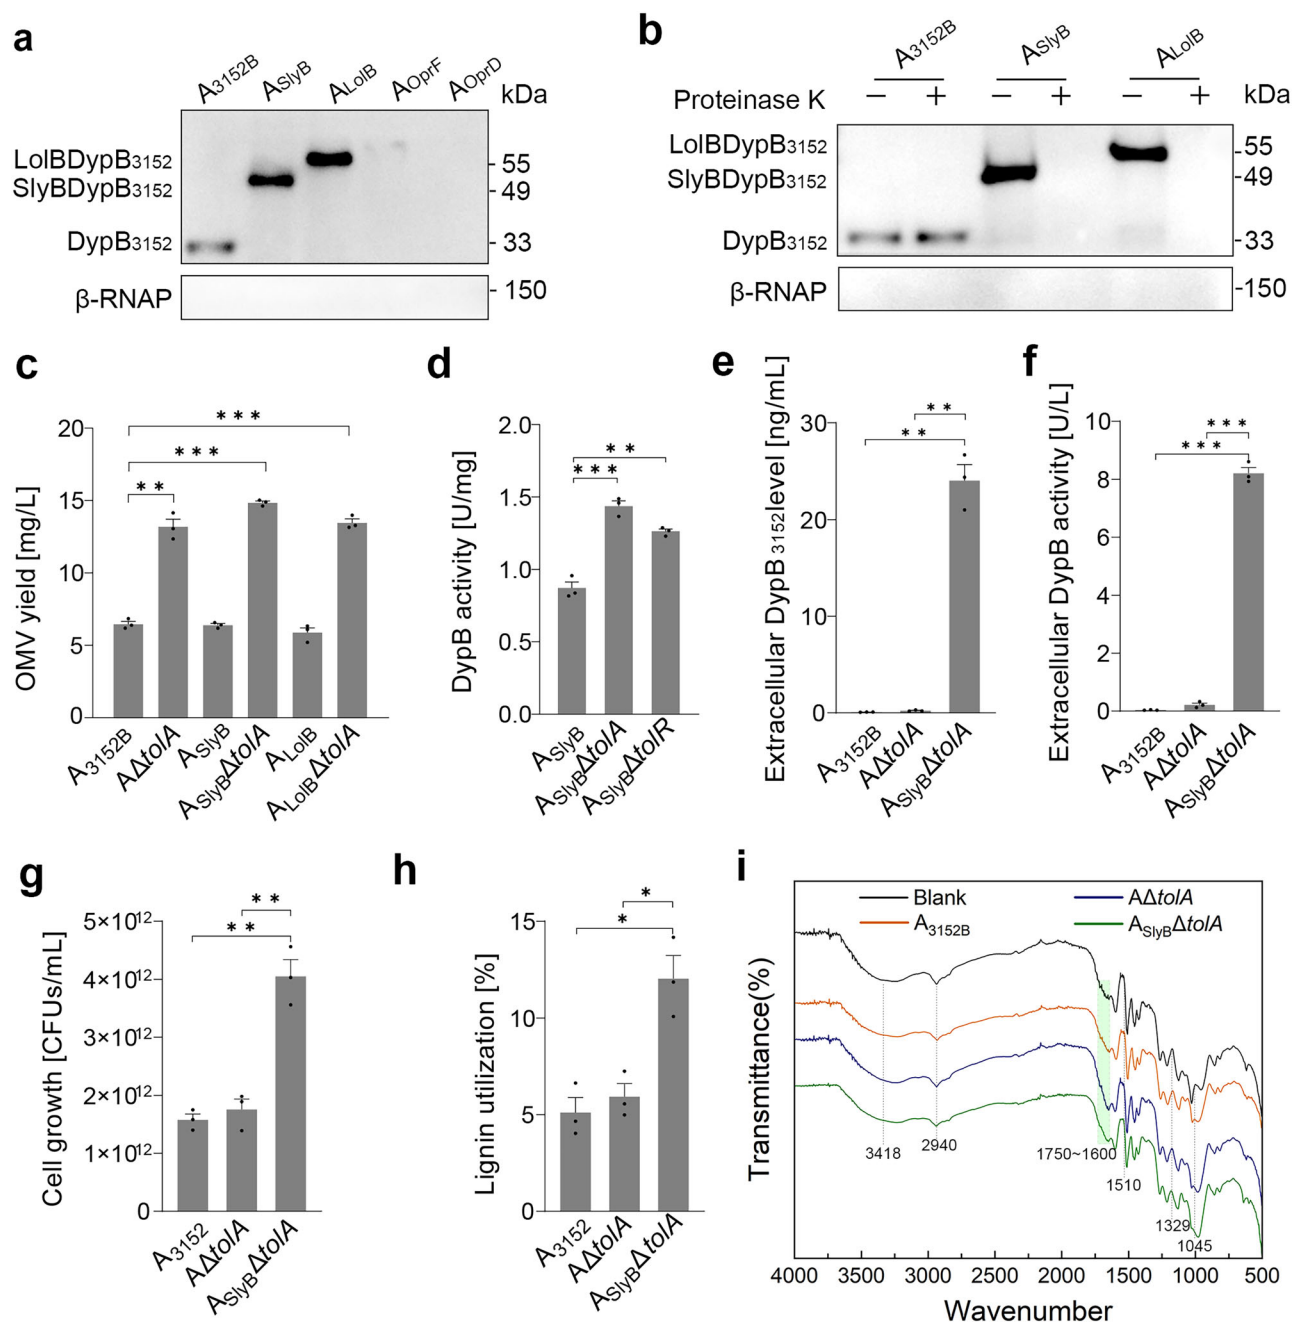 a
A3152B ASlyB ALolB AOprF AOprD kDa
LolBDypB3152 - 55
SlyBDypB3152 - 49
DypB3152 - 33
β-RNAP - 150
b
A3152B ASlyB ALolB
Proteinase K − + − + − + kDa
LolBDypB3152 -55
SlyBDypB3152 -49
DypB3152 -33
β-RNAP -150
c
OMV yield [mg/L]
20
15
10
5
0
* * *
* * *
* *
A3152B AΔtolA ASlyB ASlyBΔtolA ALolB ALolBΔtolA
d
DypB activity [U/mg]
2.0
1.5
1.0
0.5
0.0
* *
* * *
ASlyB ASlyBΔtolA ASlyBΔtolR
e
Extracellular DypB 3152level [ng/mL]
30
20
10
0
* *
* *
A3152B AΔtolA ASlyBΔtolA
f
Extracellular DypB activity [U/L]
10
8
6
4
2
0
* * *
* * *
A3152B AΔtolA ASlyBΔtolA
g
Cell growth [CFUs/mL]
5×10¹²
4×10¹²
3×10¹²
2×10¹²
1×10¹²
0
* *
* *
A3152 AΔtolA ASlyBΔtolA
h
Lignin utilization [%]
15
10
5
0
*
*
A3152 AΔtolA ASlyBΔtolA
i
Blank AΔtolA
A3152B ASlyBΔtolA
Transmittance(%)
3418 2940 1750~1600
1510
1329
1045
4000 3500 3000 2500 2000 1500 1000 500
Wavenumber